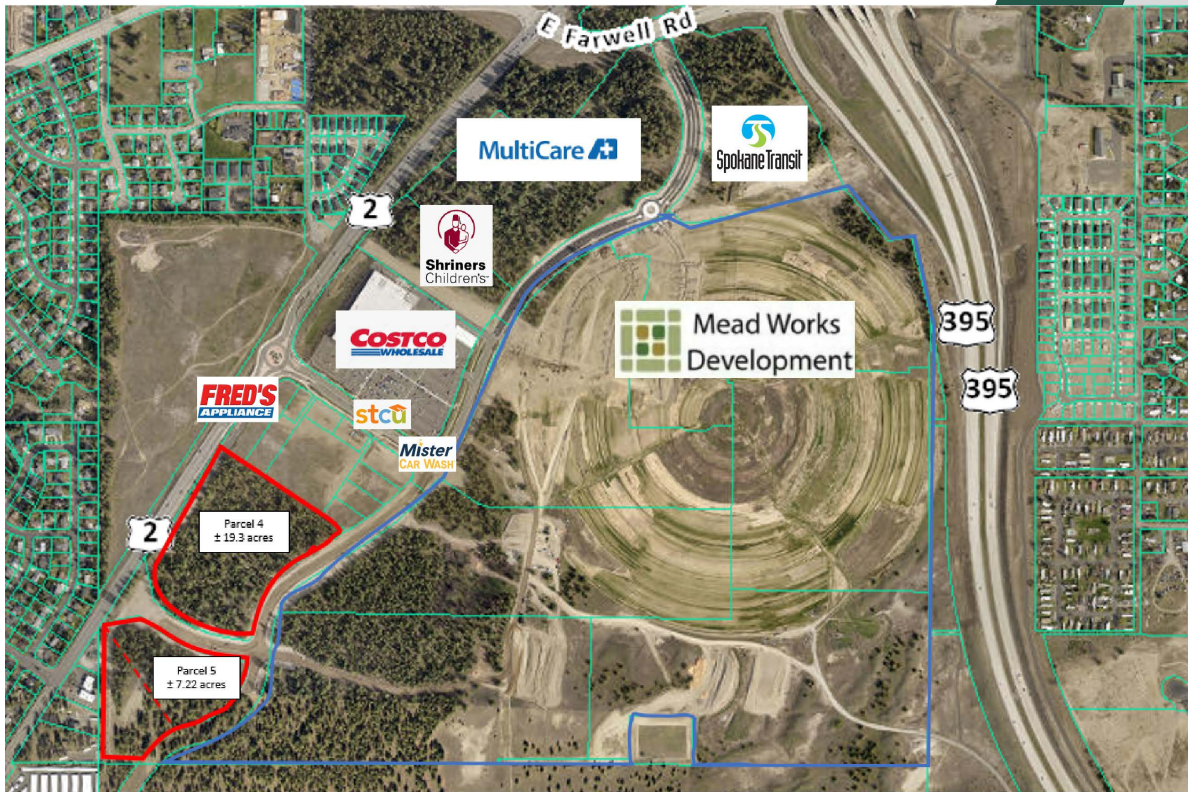 E Farwell Rd
MultiCare
Spokane Transit
2
Shriners
Children's™
COSTCO
WHOLESALE
Mead Works
Development
395
395
FRED'S
APPLIANCE
stcu
Mister
CAR WASH
Parcel 4
± 19.3 acres
2
Parcel 5
± 7.22 acres